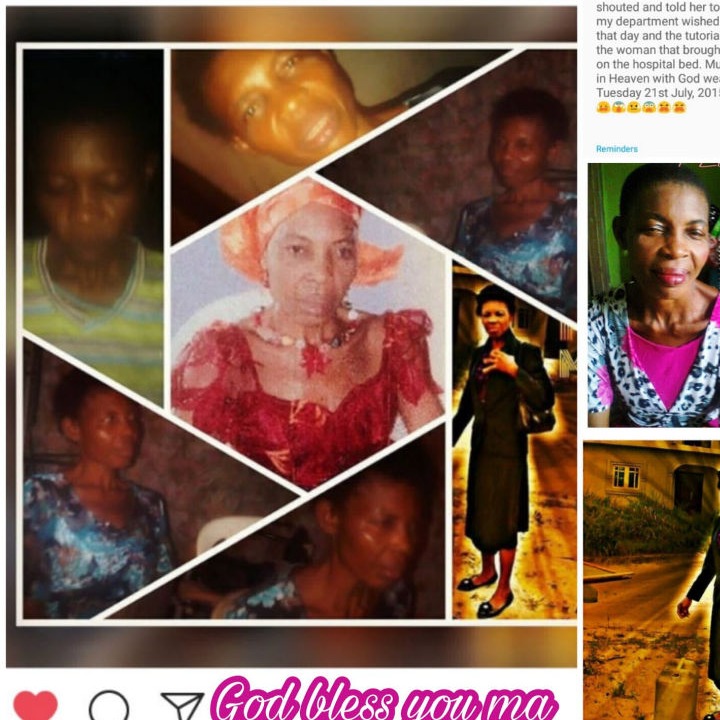 shouted and told her to
my department wished
that day and the tutoria
the woman that brough
on the hospital bed. Mu
in Heaven with God wea
Tuesday 21st July, 201
Reminders
God bless you ma